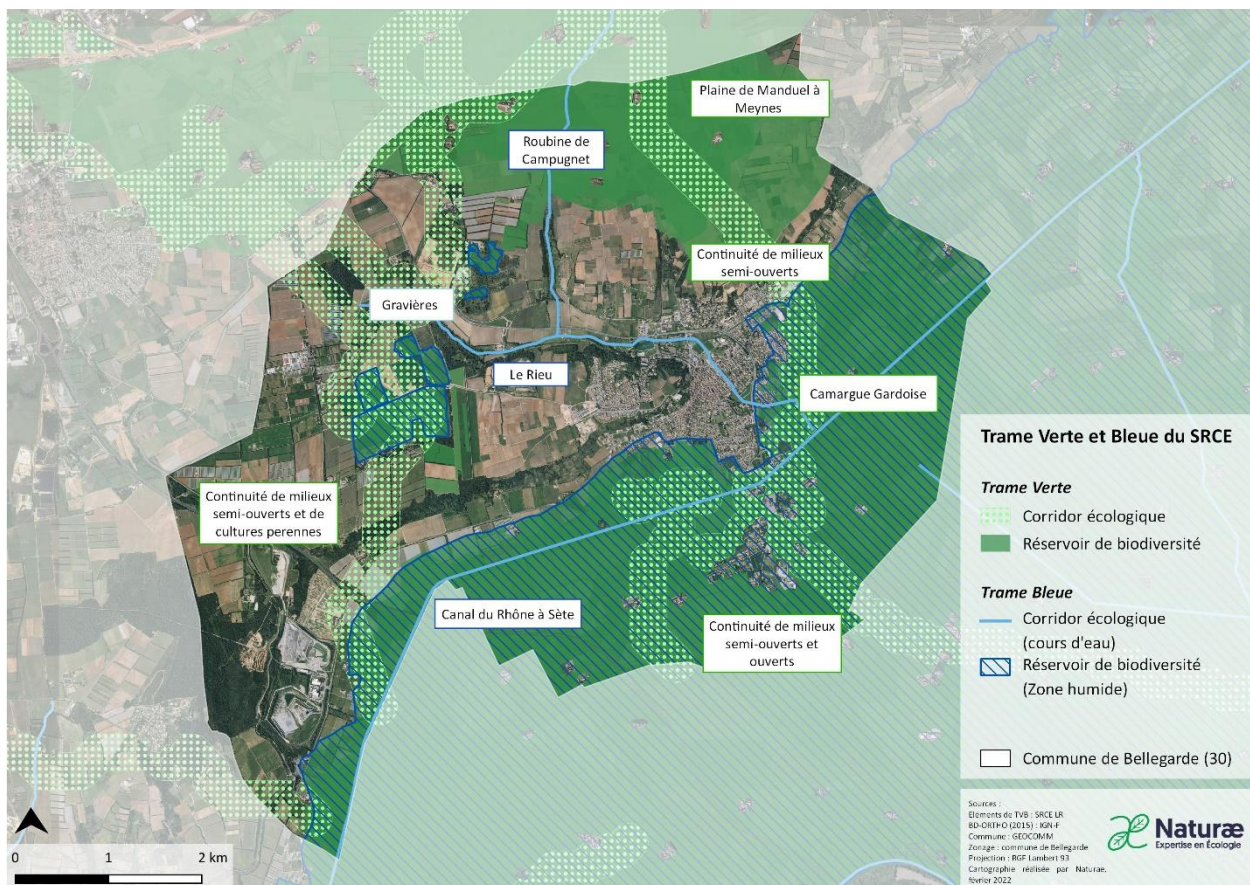 Plaine de Manduel à
Meynes
Roubine de
Campugnet
Continuité de milieux
semi-ouverts
Gravières
Le Rieu
Camargue Gardoise
Continuité de milieux
semi-ouverts et de
cultures perennes
Canal du Rhône à Sète
Continuité de milieux
semi-ouverts et
ouverts
Trame Verte et Bleue du SRCE
Trame Verte
Corridor écologique
Réservoir de biodiversité
Trame Bleue
Corridor écologique
(cours d'eau)
Réservoir de biodiversité
(Zone humide)
Commune de Bellegarde (30)
Sources :
Eléments de TVB : SRCE LR
BD-ORTHO (2015) : IGN-F
Commune : GEOCOMM
Zonage : commune de Bellegarde
Projection : RGF Lambert 93
Cartographie réalisée par Naturae,
février 2022
Naturæ
Expertise en Écologie
0 1 2 km